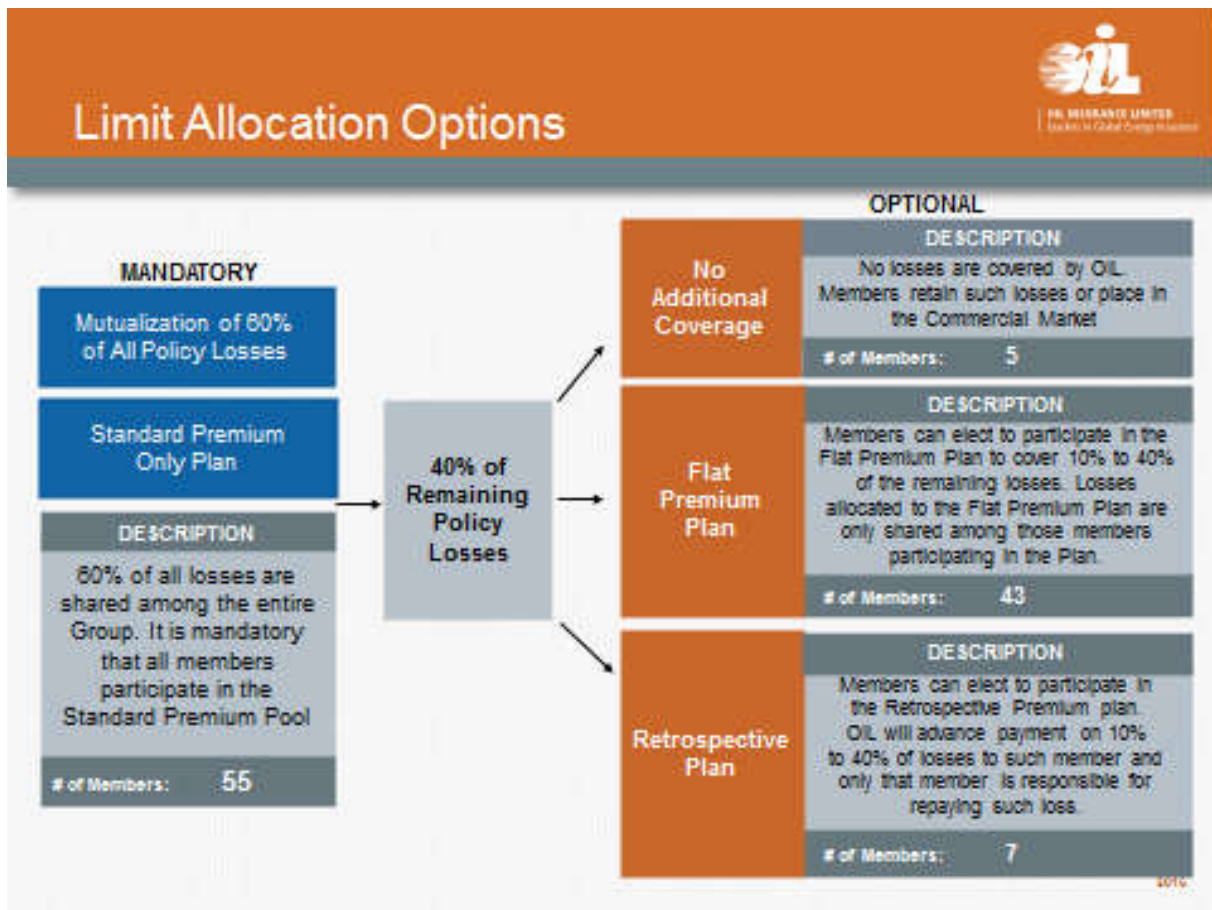 OIL
OIL INSURANCE LIMITED
Leaders in Global Energy Insurance
Limit Allocation Options
MANDATORY
Mutualization of 60%
of All Policy Losses
Standard Premium
Only Plan
DESCRIPTION
60% of all losses are
shared among the entire
Group. It is mandatory
that all members
participate in the
Standard Premium Pool
# of Members: 55
40% of
Remaining
Policy
Losses
OPTIONAL
No
Additional
Coverage
DESCRIPTION
No losses are covered by OIL.
Members retain such losses or place in
the Commercial Market
# of Members: 5
Flat
Premium
Plan
DESCRIPTION
Members can elect to participate in the
Flat Premium Plan to cover 10% to 40%
of the remaining losses. Losses
allocated to the Flat Premium Plan are
only shared among those members
participating in the Plan.
# of Members: 43
Retrospective
Plan
DESCRIPTION
Members can elect to participate in
the Retrospective Premium plan.
OIL will advance payment on 10%
to 40% of losses to such member and
only that member is responsible for
repaying such loss.
# of Members: 7